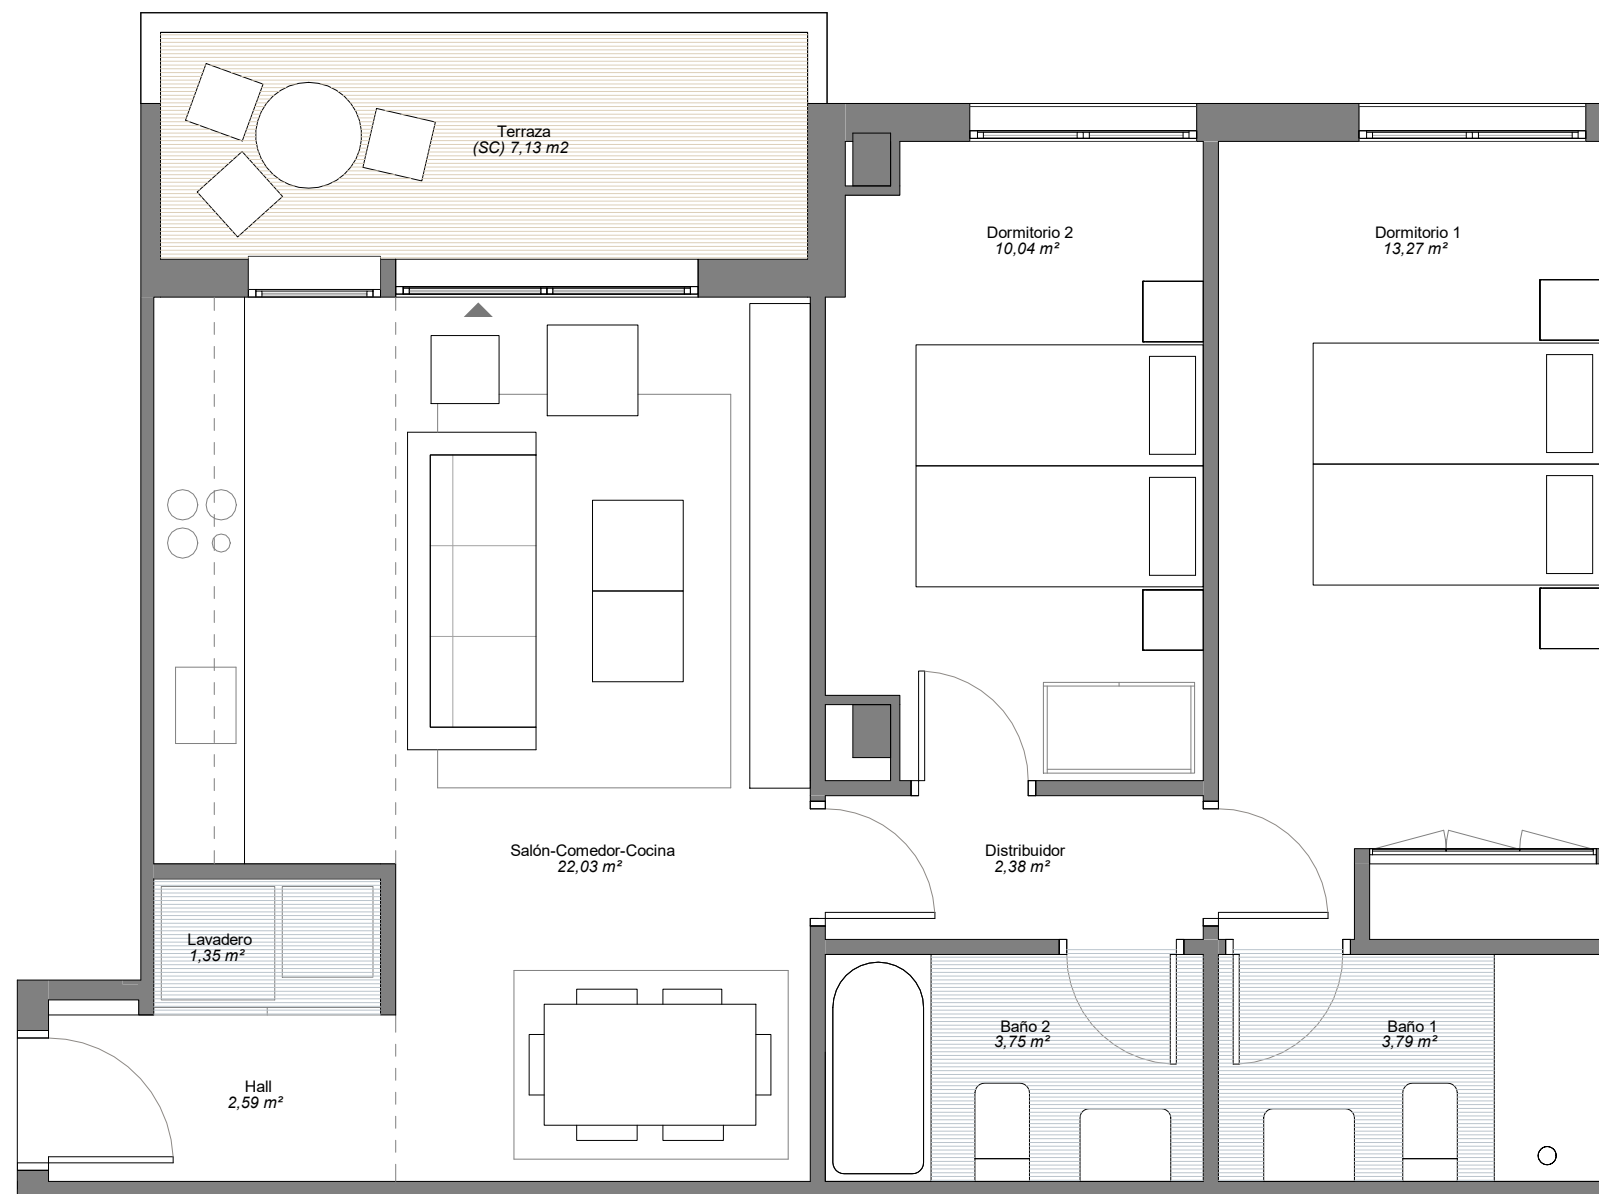 Terraza
(SC) 7,13 m2
Dormitorio 2
10,04 m²
Dormitorio 1
13,27 m²
Salón-Comedor-Cocina
22,03 m²
Distribuidor
2,38 m²
Lavadero
1,35 m²
Baño 2
3,75 m²
Baño 1
3,79 m²
Hall
2,59 m²